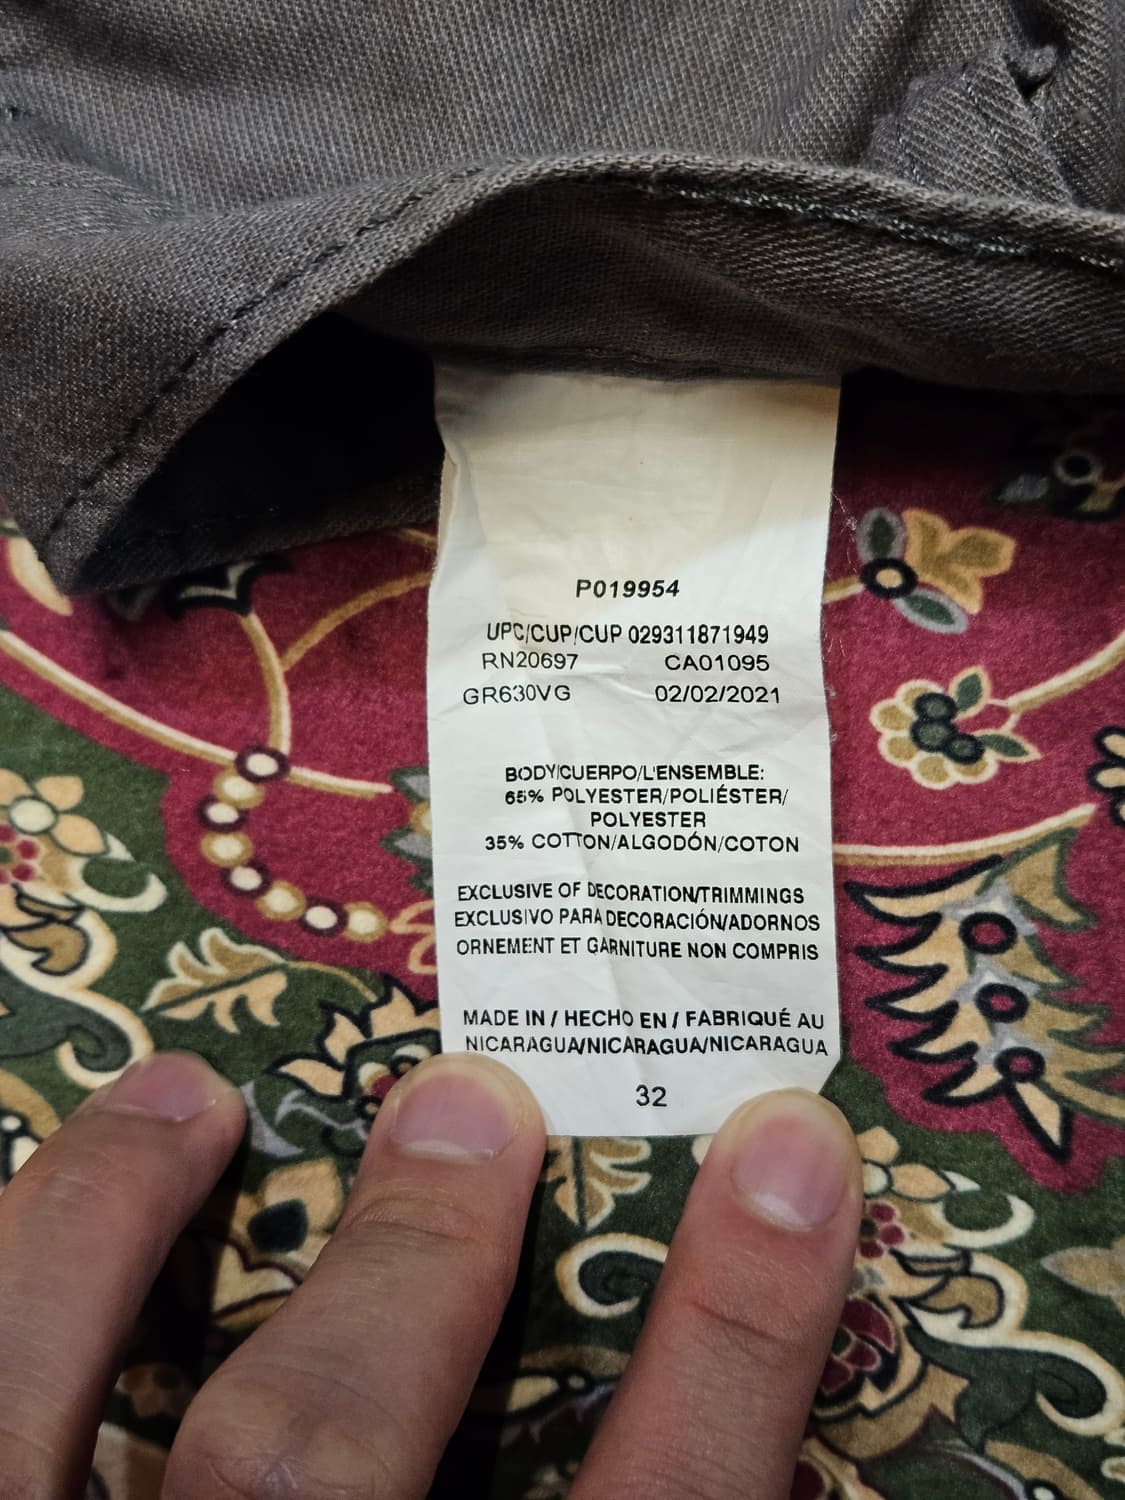 P019954
UPC/CUP/CUP 029311871949
RN20697 CA01095
GR630VG 02/02/2021
BODY/CUERPO/L'ENSEMBLE:
65% POLYESTER/POLIÉSTER/
POLYESTER
35% COTTON/ALGODÓN/COTON
EXCLUSIVE OF DECORATION/TRIMMINGS
EXCLUSIVO PARA DECORACIÓN/ADORNOS
ORNEMENT ET GARNITURE NON COMPRIS
MADE IN / HECHO EN / FABRIQUÉ AU
NICARAGUA/NICARAGUA/NICARAGUA
32